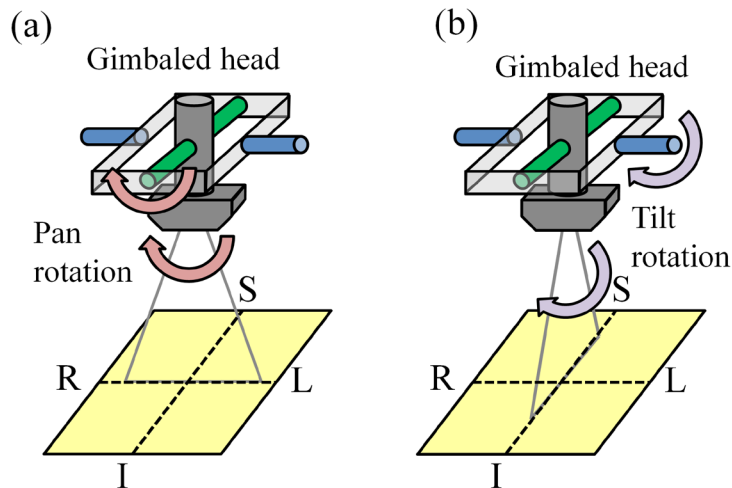 (a)
Gimbaled head
Pan
rotation
S
R
L
I
(b)
Gimbaled head
Tilt
rotation
S
R
L
I